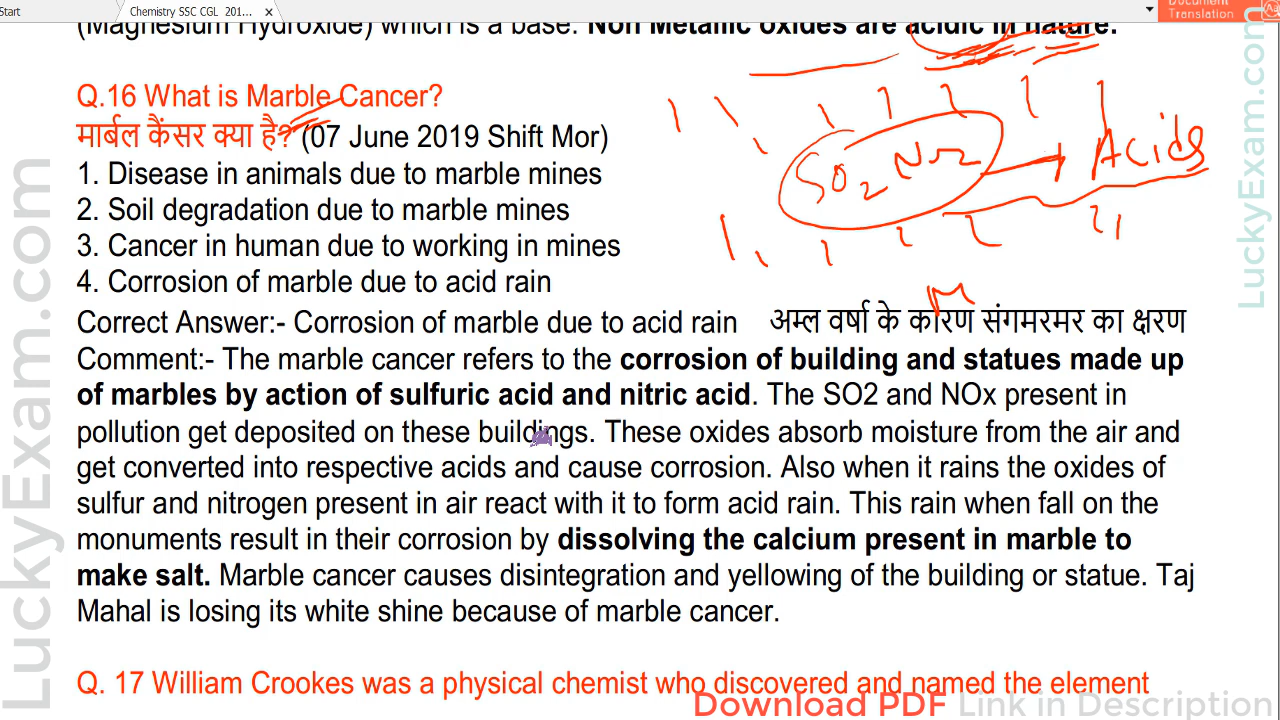 Start
Chemistry SSC CGL 201... ×
Document
Translation
(Magnesium Hydroxide) which is a base. Non Metallic oxides are acidic in nature.
Q.16 What is Marble Cancer?
मार्बल कैंसर क्या है? (07 June 2019 Shift Mor)
1. Disease in animals due to marble mines
2. Soil degradation due to marble mines
3. Cancer in human due to working in mines
4. Corrosion of marble due to acid rain
SO2 → Acids
Correct Answer:- Corrosion of marble due to acid rain अम्ल वर्षा के कारण संगमरमर का क्षरण
Comment:- The marble cancer refers to the corrosion of building and statues made up
of marbles by action of sulfuric acid and nitric acid. The SO2 and NOx present in
pollution get deposited on these buildings. These oxides absorb moisture from the air and
get converted into respective acids and cause corrosion. Also when it rains the oxides of
sulfur and nitrogen present in air react with it to form acid rain. This rain when fall on the
monuments result in their corrosion by dissolving the calcium present in marble to
make salt. Marble cancer causes disintegration and yellowing of the building or statue. Taj
Mahal is losing its white shine because of marble cancer.
Q. 17 William Crookes was a physical chemist who discovered and named the element
Download PDF Link in Description
LuckyExam.com
LuckyExam.com